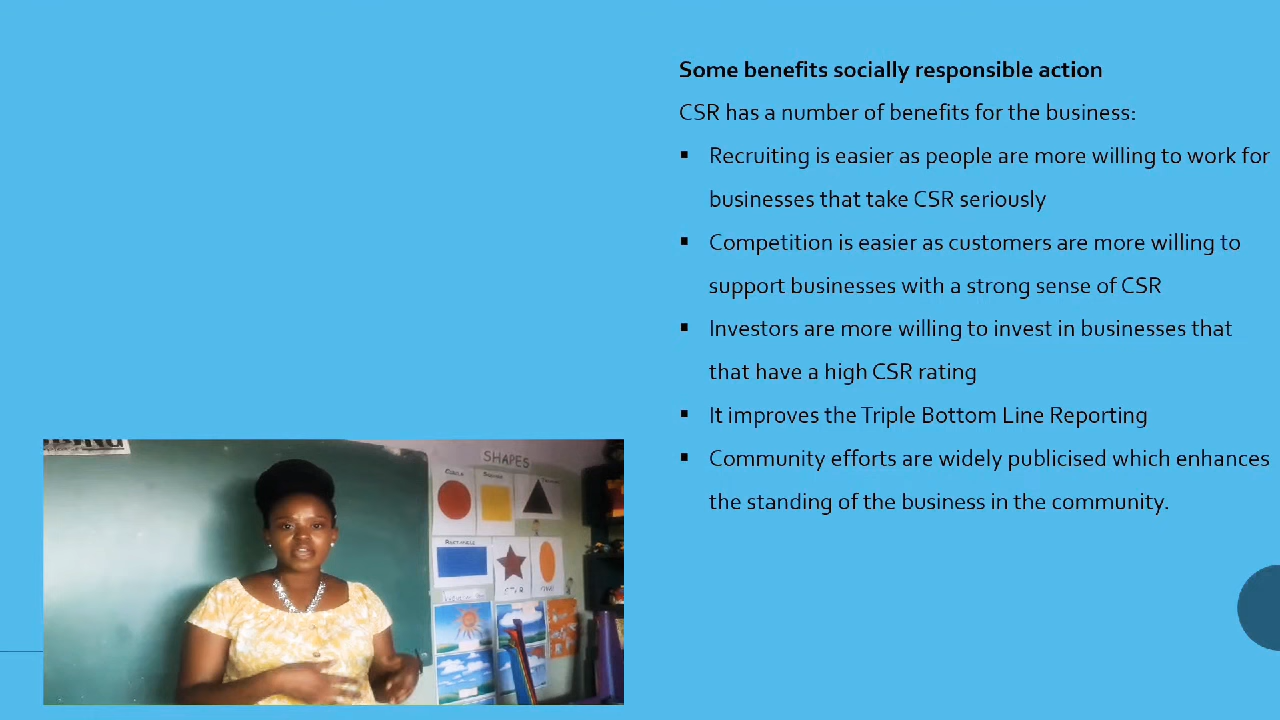 Some benefits socially responsible action
CSR has a number of benefits for the business:
▪ Recruiting is easier as people are more willing to work for
businesses that take CSR seriously
▪ Competition is easier as customers are more willing to
support businesses with a strong sense of CSR
▪ Investors are more willing to invest in businesses that
that have a high CSR rating
▪ It improves the Triple Bottom Line Reporting
▪ Community efforts are widely publicised which enhances
the standing of the business in the community.
SHAPES
CIRCLE
RECTANGLE
STAR
OVAL